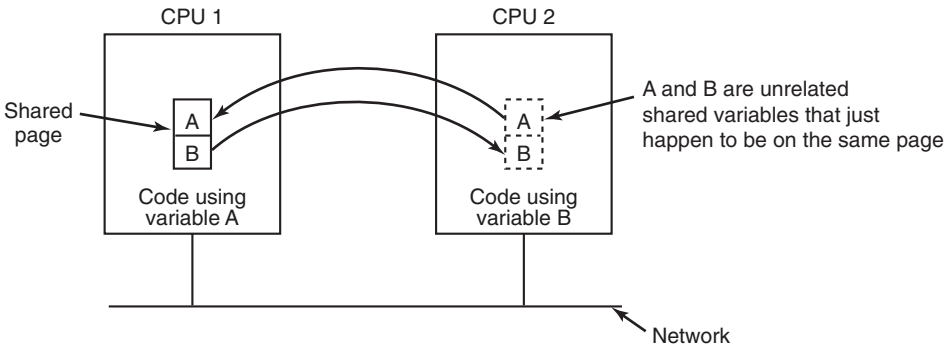 CPU 1
CPU 2
Shared
page
A
B
A
B
A and B are unrelated
shared variables that just
happen to be on the same page
Code using
variable A
Code using
variable B
Network